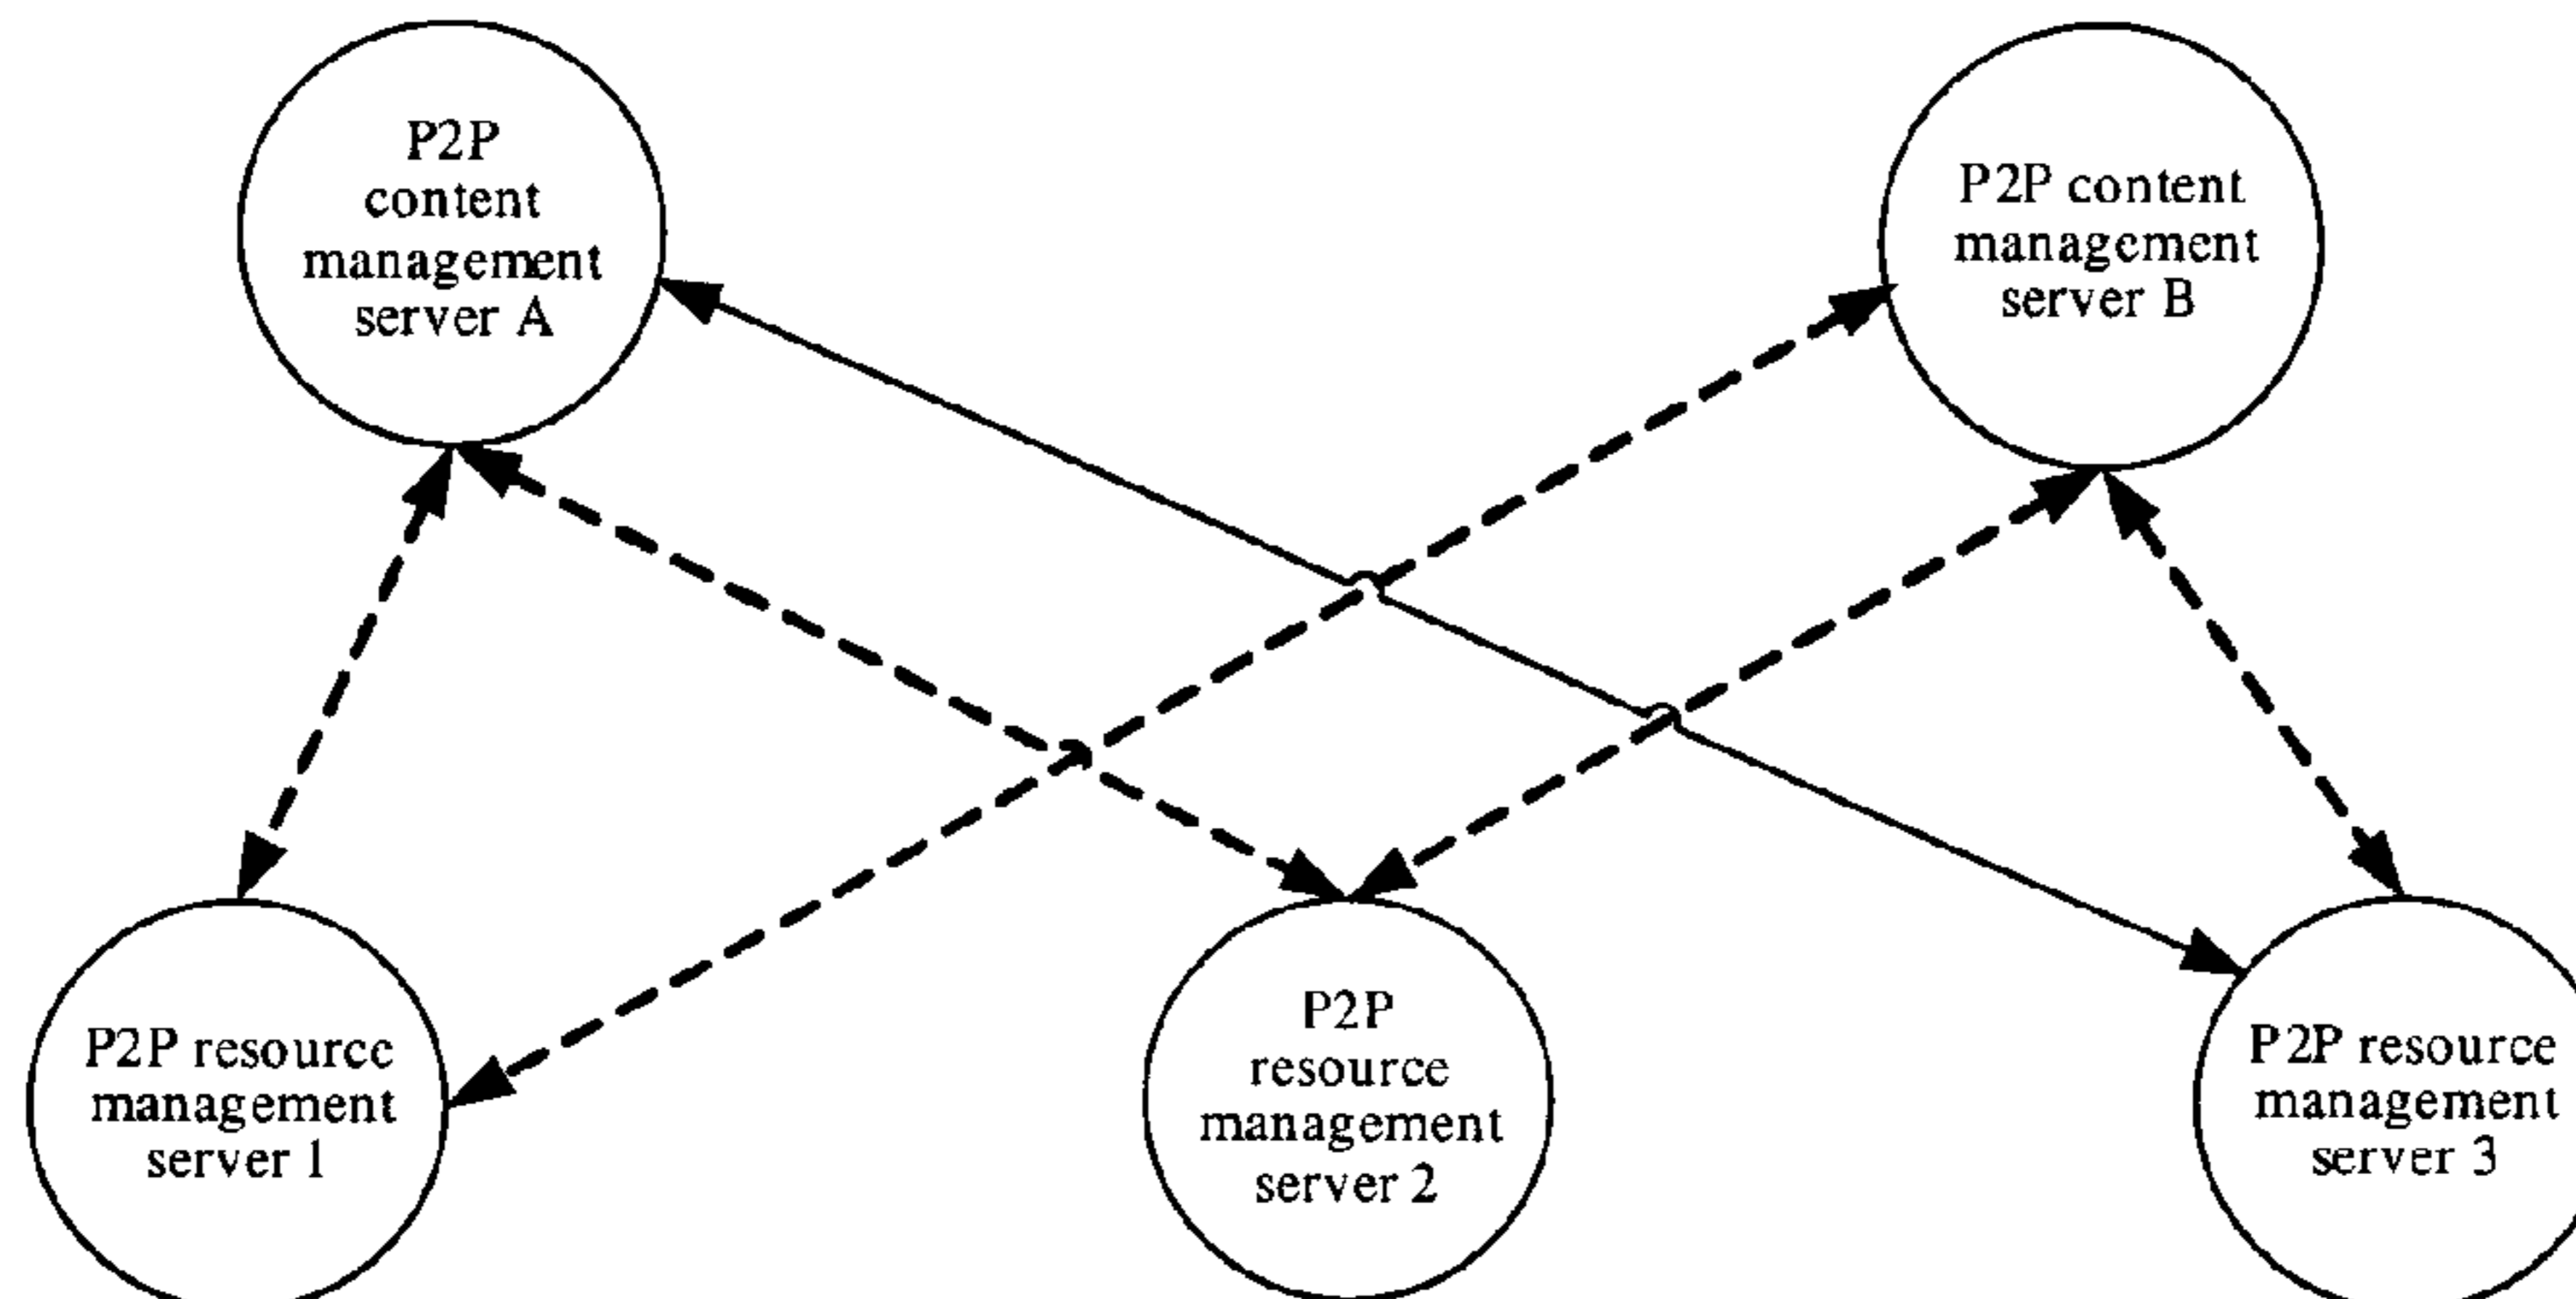 P2P
content
management
server A
P2P content
management
server B
P2P resource
management
server 1
P2P
resource
management
server 2
P2P resource
management
server 3